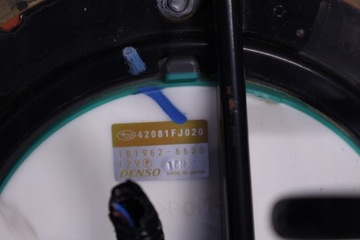 42081FJ020
101962-6600
12V P
DENSO MADE IN JAPAN